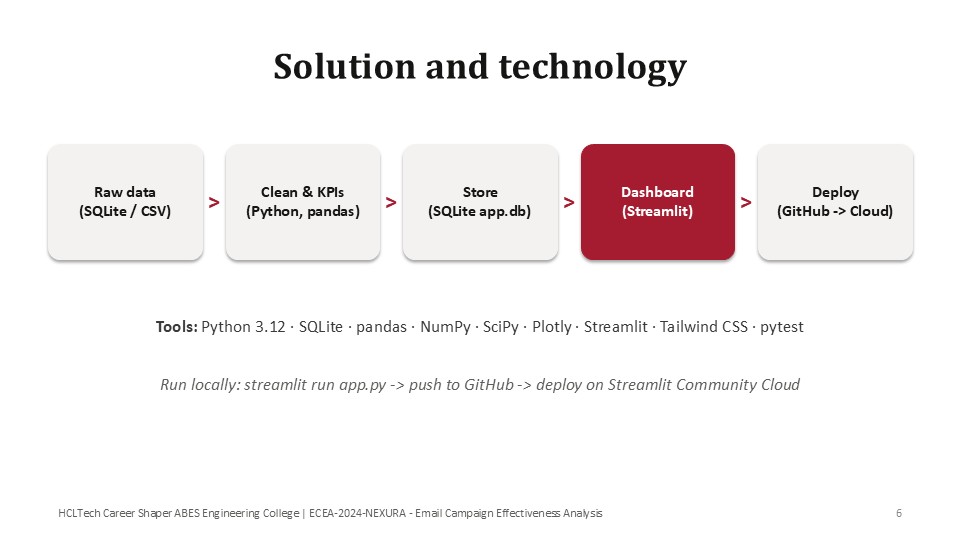 Solution and technology
Raw data
(SQLite / CSV)
>
Clean & KPIs
(Python, pandas)
>
Store
(SQLite app.db)
>
Dashboard
(Streamlit)
>
Deploy
(GitHub -> Cloud)
Tools: Python 3.12 · SQLite · pandas · NumPy · SciPy · Plotly · Streamlit · Tailwind CSS · pytest
Run locally: streamlit run app.py -> push to GitHub -> deploy on Streamlit Community Cloud
HCLTech Career Shaper ABES Engineering College | ECEA-2024-NEXURA - Email Campaign Effectiveness Analysis
6